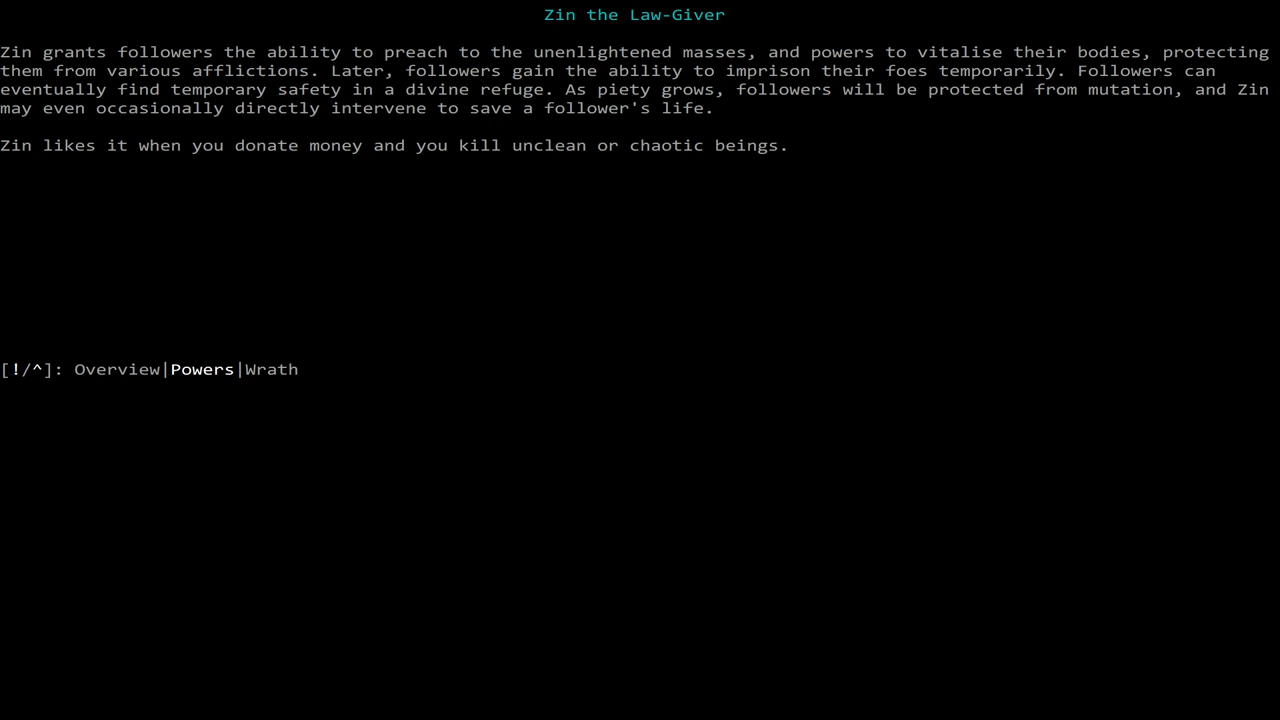 Zin the Law-Giver
Zin grants followers the ability to preach to the unenlightened masses, and powers to vitalise their bodies, protecting
them from various afflictions. Later, followers gain the ability to imprison their foes temporarily. Followers can
eventually find temporary safety in a divine refuge. As piety grows, followers will be protected from mutation, and Zin
may even occasionally directly intervene to save a follower's life.
Zin likes it when you donate money and you kill unclean or chaotic beings.
[!/^]: Overview|Powers|Wrath